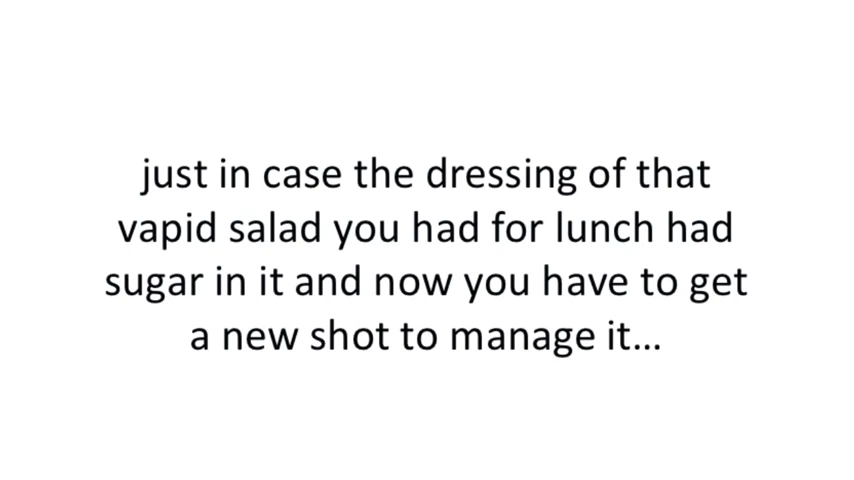 just in case the dressing of that
vapid salad you had for lunch had
sugar in it and now you have to get
a new shot to manage it...